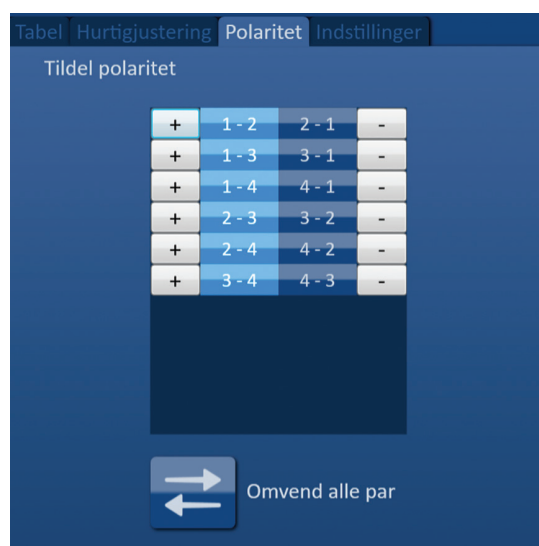 Tabel Hurtigjustering Polaritet Indstillinger
Tildel polaritet
+ 1 - 2 2 - 1 -
+ 1 - 3 3 - 1 -
+ 1 - 4 4 - 1 -
+ 2 - 3 3 - 2 -
+ 2 - 4 4 - 2 -
+ 3 - 4 4 - 3 -
Omvend alle par